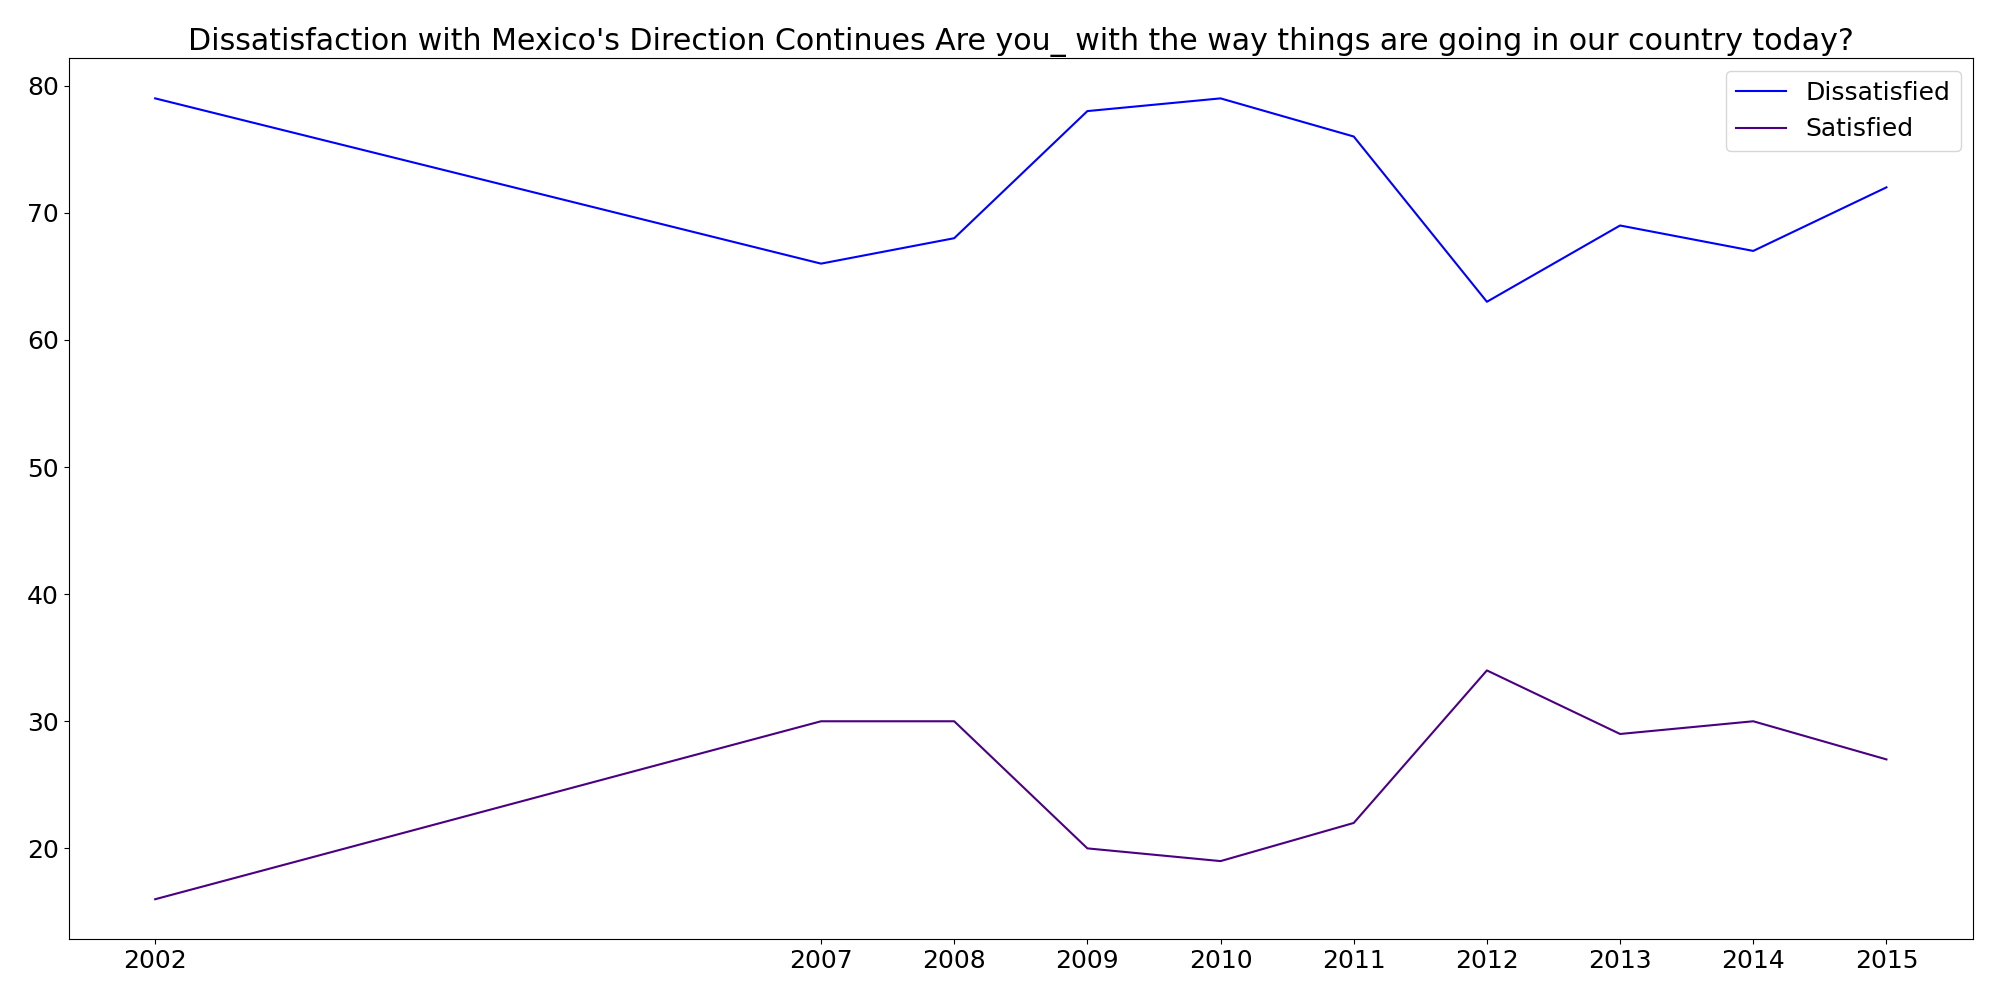 Dissatisfaction with Mexico's Direction Continues Are you_ with the way things are going in our country today?
Dissatisfied
Satisfied
80
70
60
50
40
30
20
2002 2007 2008 2009 2010 2011 2012 2013 2014 2015